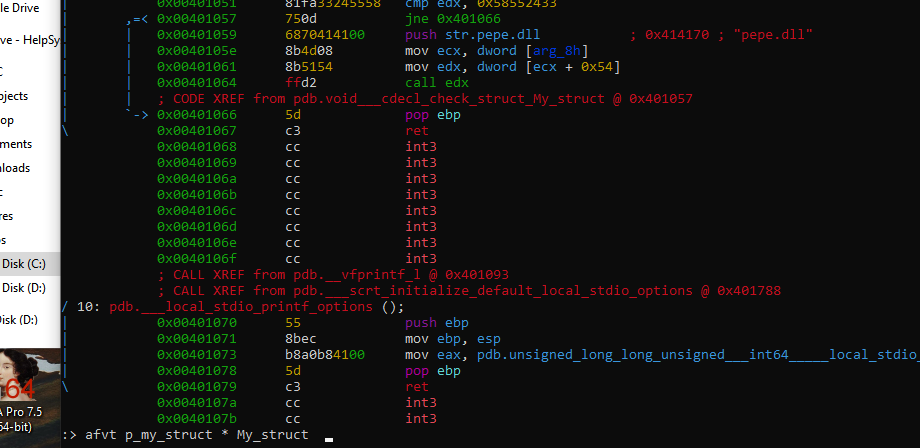 le Drive
ve - HelpSy
C
ojects
op
ments
nloads
c
res
os
Disk (C:)
Disk (D:)
isk (D:)
64
A Pro 7.5
64-bit)
| 0x00401051 81fa33245558 cmp edx, 0x58552433
| ,=< 0x00401057 750d jne 0x401066
| | 0x00401059 6870414100 push str.pepe.dll ; 0x414170 ; "pepe.dll"
| | 0x0040105e 8b4d08 mov ecx, dword [arg_8h]
| | 0x00401061 8b5154 mov edx, dword [ecx + 0x54]
| | 0x00401064 ffd2 call edx
| | ; CODE XREF from pdb.void___cdecl_check_struct_My_struct @ 0x401057
| `-> 0x00401066 5d pop ebp
\ 0x00401067 c3 ret
0x00401068 cc int3
0x00401069 cc int3
0x0040106a cc int3
0x0040106b cc int3
0x0040106c cc int3
0x0040106d cc int3
0x0040106e cc int3
0x0040106f cc int3
; CALL XREF from pdb.__vfprintf_l @ 0x401093
; CALL XREF from pdb.___scrt_initialize_default_local_stdio_options @ 0x401788
/ 10: pdb.___local_stdio_printf_options ();
| 0x00401070 55 push ebp
| 0x00401071 8bec mov ebp, esp
| 0x00401073 b8a0b84100 mov eax, pdb.unsigned_long_long_unsigned___int64_____local_stdio_
| 0x00401078 5d pop ebp
\ 0x00401079 c3 ret
0x0040107a cc int3
0x0040107b cc int3
:> afvt p_my_struct * My_struct